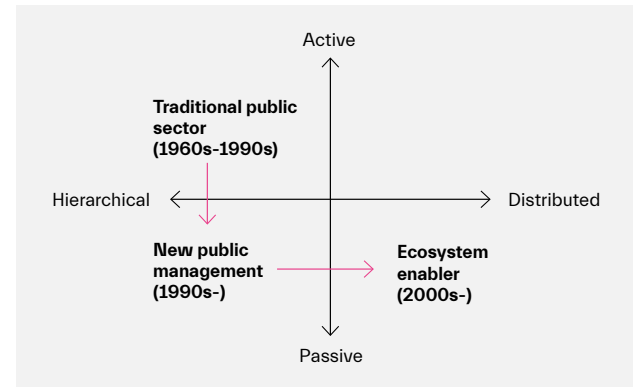 Active
Traditional public
sector
(1960s-1990s)
Hierarchical
Distributed
New public
management
(1990s-)
Ecosystem
enabler
(2000s-)
Passive